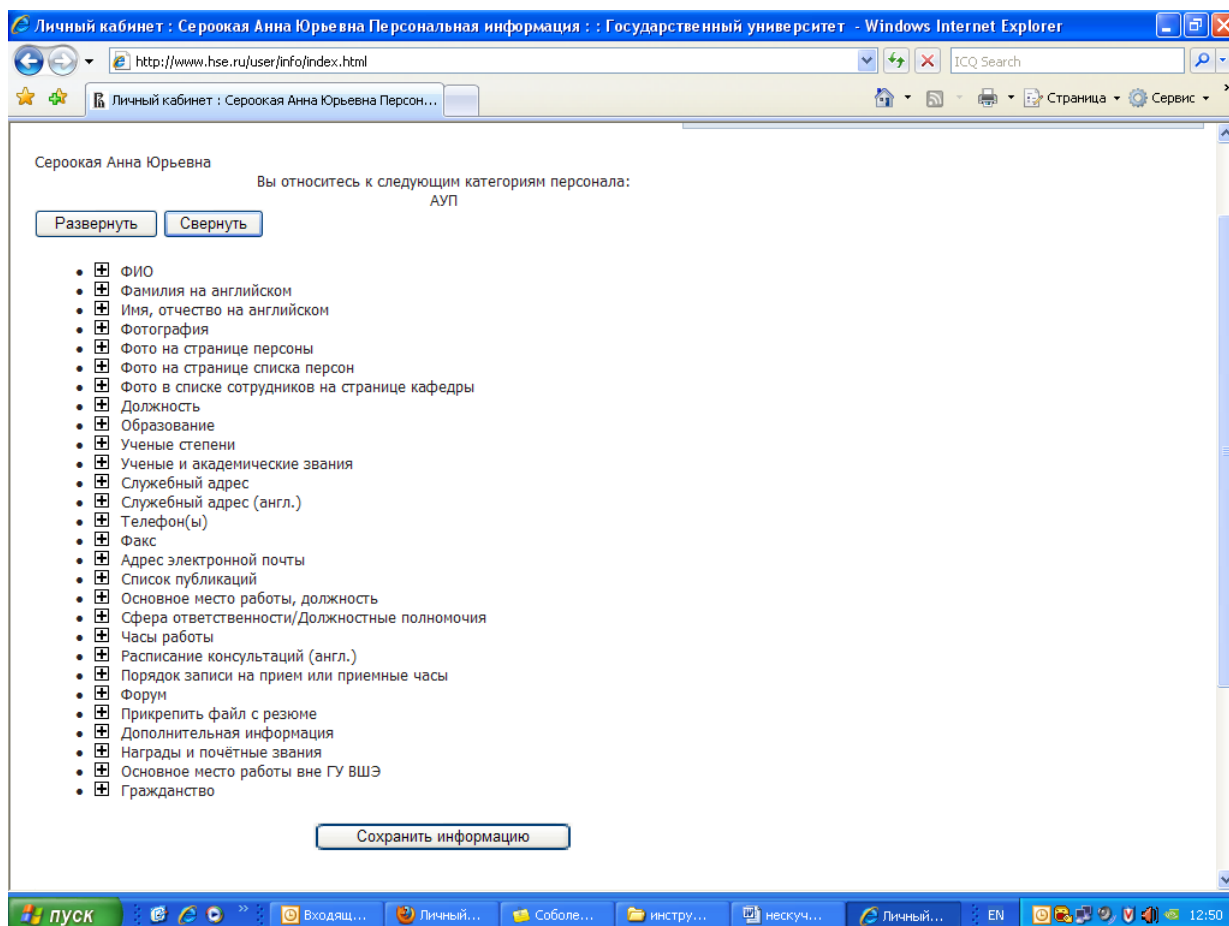 Личный кабинет : Сероокая Анна Юрьевна Персональная информация : : Государственный университет - Windows Internet Explorer
http://www.hse.ru/user/info/index.html
ICQ Search
Личный кабинет : Сероокая Анна Юрьевна Персон...
Страница
Сервис
Сероокая Анна Юрьевна
Вы относитесь к следующим категориям персонала:
АУП
Развернуть
Свернуть
ФИО
Фамилия на английском
Имя, отчество на английском
Фотография
Фото на странице персоны
Фото на странице списка персон
Фото в списке сотрудников на странице кафедры
Должность
Образование
Ученые степени
Ученые и академические звания
Служебный адрес
Служебный адрес (англ.)
Телефон(ы)
Факс
Адрес электронной почты
Список публикаций
Основное место работы, должность
Сфера ответственности/Должностные полномочия
Часы работы
Расписание консультаций (англ.)
Порядок записи на прием или приемные часы
Форум
Прикрепить файл с резюме
Дополнительная информация
Награды и почётные звания
Основное место работы вне ГУ ВШЭ
Гражданство
Сохранить информацию
пуск
Входящ...
Личный...
Соболе...
инстру...
нескуч...
Личный...
EN
12:50